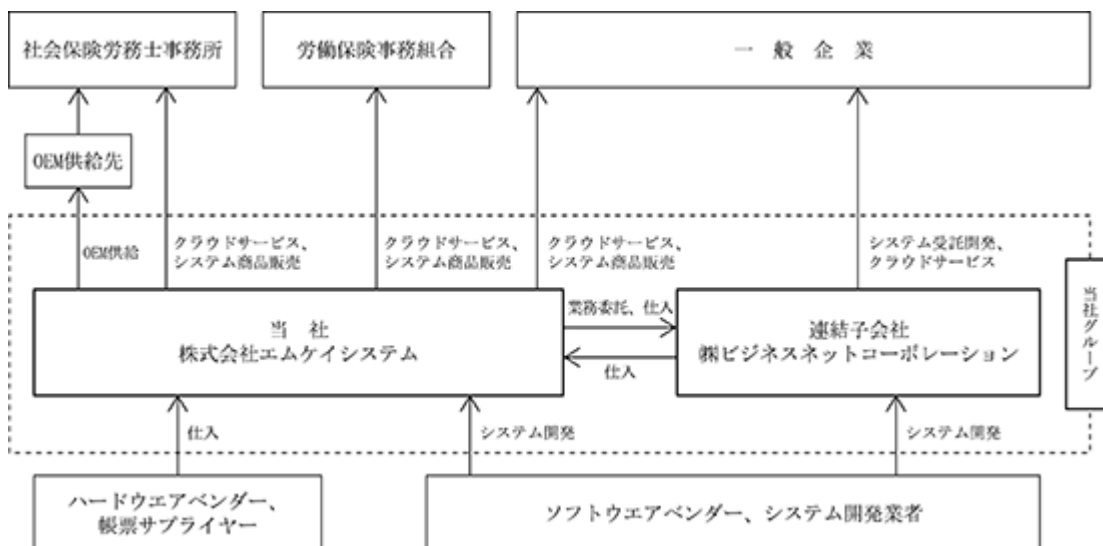 社会保険労務士事務所
労働保険事務組合
一般企業
OEM供給先
OEM供給
クラウドサービス、
システム商品販売
クラウドサービス、
システム商品販売
クラウドサービス、
システム商品販売
システム受託開発、
クラウドサービス
当社グループ
当社
株式会社エムケイシステム
業務委託、仕入
仕入
連結子会社
㈱ビジネスネットコーポレーション
仕入
システム開発
システム開発
ハードウエアベンダー、
帳票サプライヤー
ソフトウエアベンダー、システム開発業者